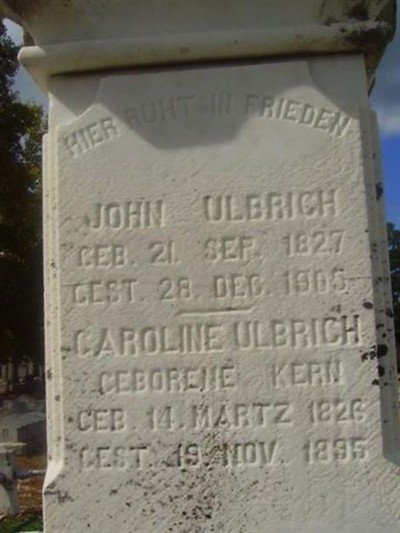 HIER RUHT IN FRIEDEN
JOHN ULBRICH
GEB. 21. SEP. 1827
GEST. 28. DEC. 1905
CAROLINE ULBRICH
GEBORENE KERN
GEB. 14. MARTZ 1826
GEST. 19. NOV. 1895